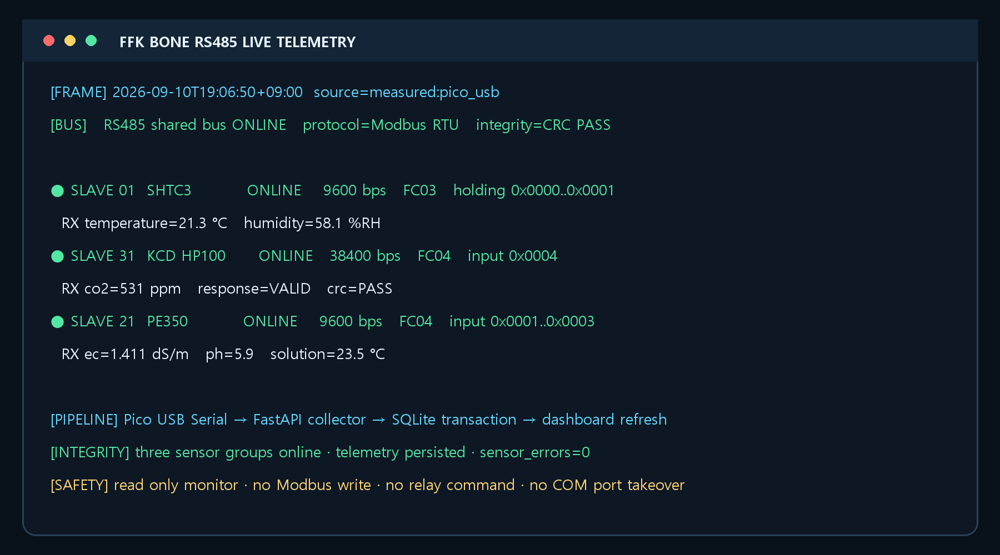 FFK BONE RS485 LIVE TELEMETRY
[FRAME] 2026-09-10T19:06:50+09:00 source=measured:pico_usb
[BUS] RS485 shared bus ONLINE protocol=Modbus RTU integrity=CRC PASS
● SLAVE 01 SHTC3 ONLINE 9600 bps FC03 holding 0x0000..0x0001
RX temperature=21.3 °C humidity=58.1 %RH
● SLAVE 31 KCD HP100 ONLINE 38400 bps FC04 input 0x0004
RX co2=531 ppm response=VALID crc=PASS
● SLAVE 21 PE350 ONLINE 9600 bps FC04 input 0x0001..0x0003
RX ec=1.411 dS/m ph=5.9 solution=23.5 °C
[PIPELINE] Pico USB Serial → FastAPI collector → SQLite transaction → dashboard refresh
[INTEGRITY] three sensor groups online · telemetry persisted · sensor_errors=0
[SAFETY] read only monitor · no Modbus write · no relay command · no COM port takeover